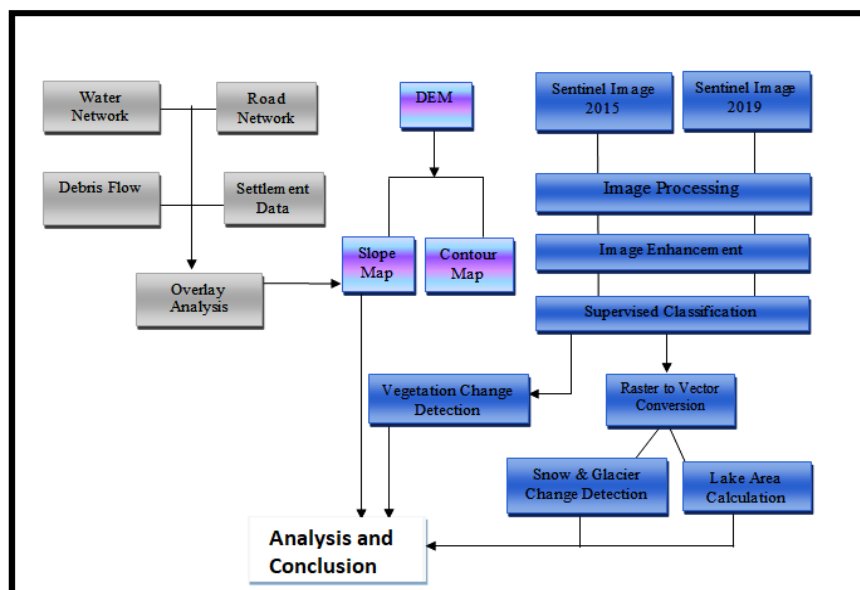 Water
Network
Road
Network
DEM
Sentinel Image
2015
Sentinel Image
2019
Debris Flow
Settlement
Data
Image Processing
Slope
Map
Contour
Map
Image Enhancement
Overlay
Analysis
Supervised Classification
Vegetation Change
Detection
Raster to Vector
Conversion
Snow & Glacier
Change Detection
Lake Area
Calculation
Analysis and
Conclusion